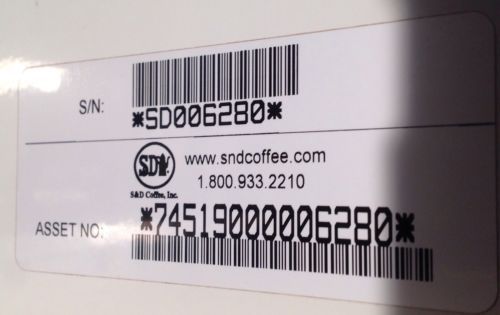 S/N:
*SD006280*
SD
www.sndcoffee.com
1.800.933.2210
S&D Coffee, Inc.
ASSET NO:
*74519000006280*